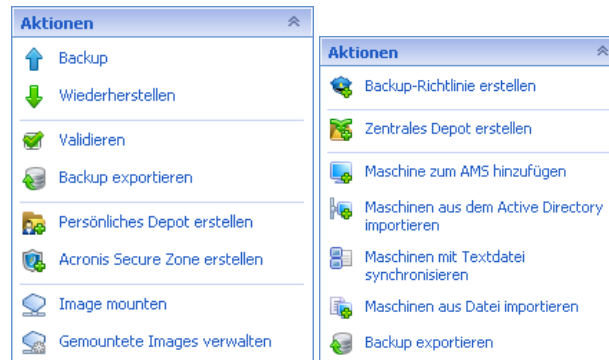 Aktionen
Backup
Wiederherstellen
Validieren
Backup exportieren
Persönliches Depot erstellen
Acronis Secure Zone erstellen
Image mounten
Gemountete Images verwalten
Aktionen
Backup-Richtlinie erstellen
Zentrales Depot erstellen
Maschine zum AMS hinzufügen
Maschinen aus dem Active Directory
importieren
Maschinen mit Textdatei
synchronisieren
Maschinen aus Datei importieren
Backup exportieren